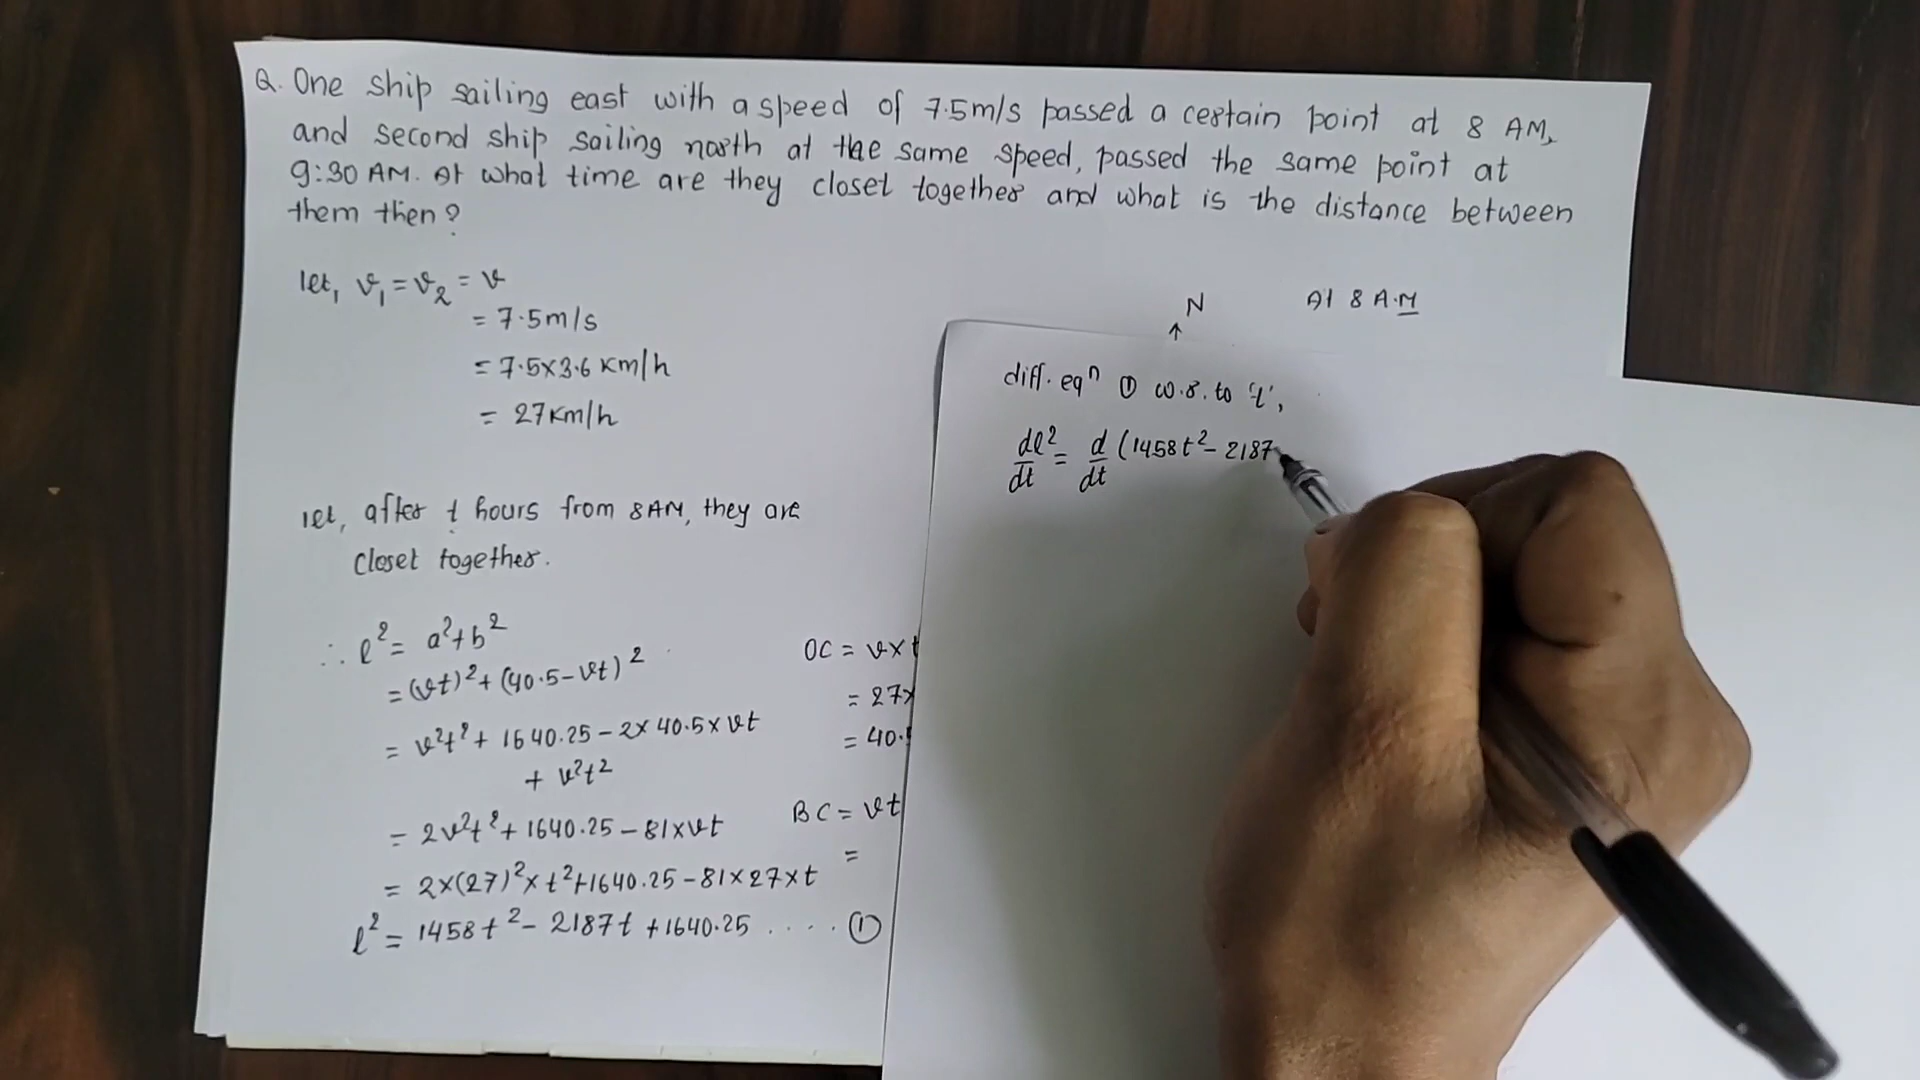 Q. One ship sailing east with a speed of 7.5m/s passed a certain point at 8 AM,
and second ship sailing north at the same speed, passed the same point at
9:30 AM. At what time are they closet together and what is the distance between
them then?
let, v₁ = v₂ = v
= 7.5m/s
= 7.5×3.6 Km/h
= 27Km/h
let, after t hours from 8AM, they are
closet together.
∴ l² = a²+b²
= (vt)²+(40.5-vt)²
= v²t²+ 1640.25 - 2×40.5×vt
+ v²t²
= 2v²t²+1640.25-81×vt
= 2×(27)²×t²+1640.25-81×27×t
l² = 1458t²- 2187t +1640.25 ..... ①
OC = v×t
= 27×
= 40.5
BC = vt
=
N
↑
At 8 A.M
diff. eqⁿ ① w.r. to 't',
dl²/dt = d/dt (1458t²- 2187